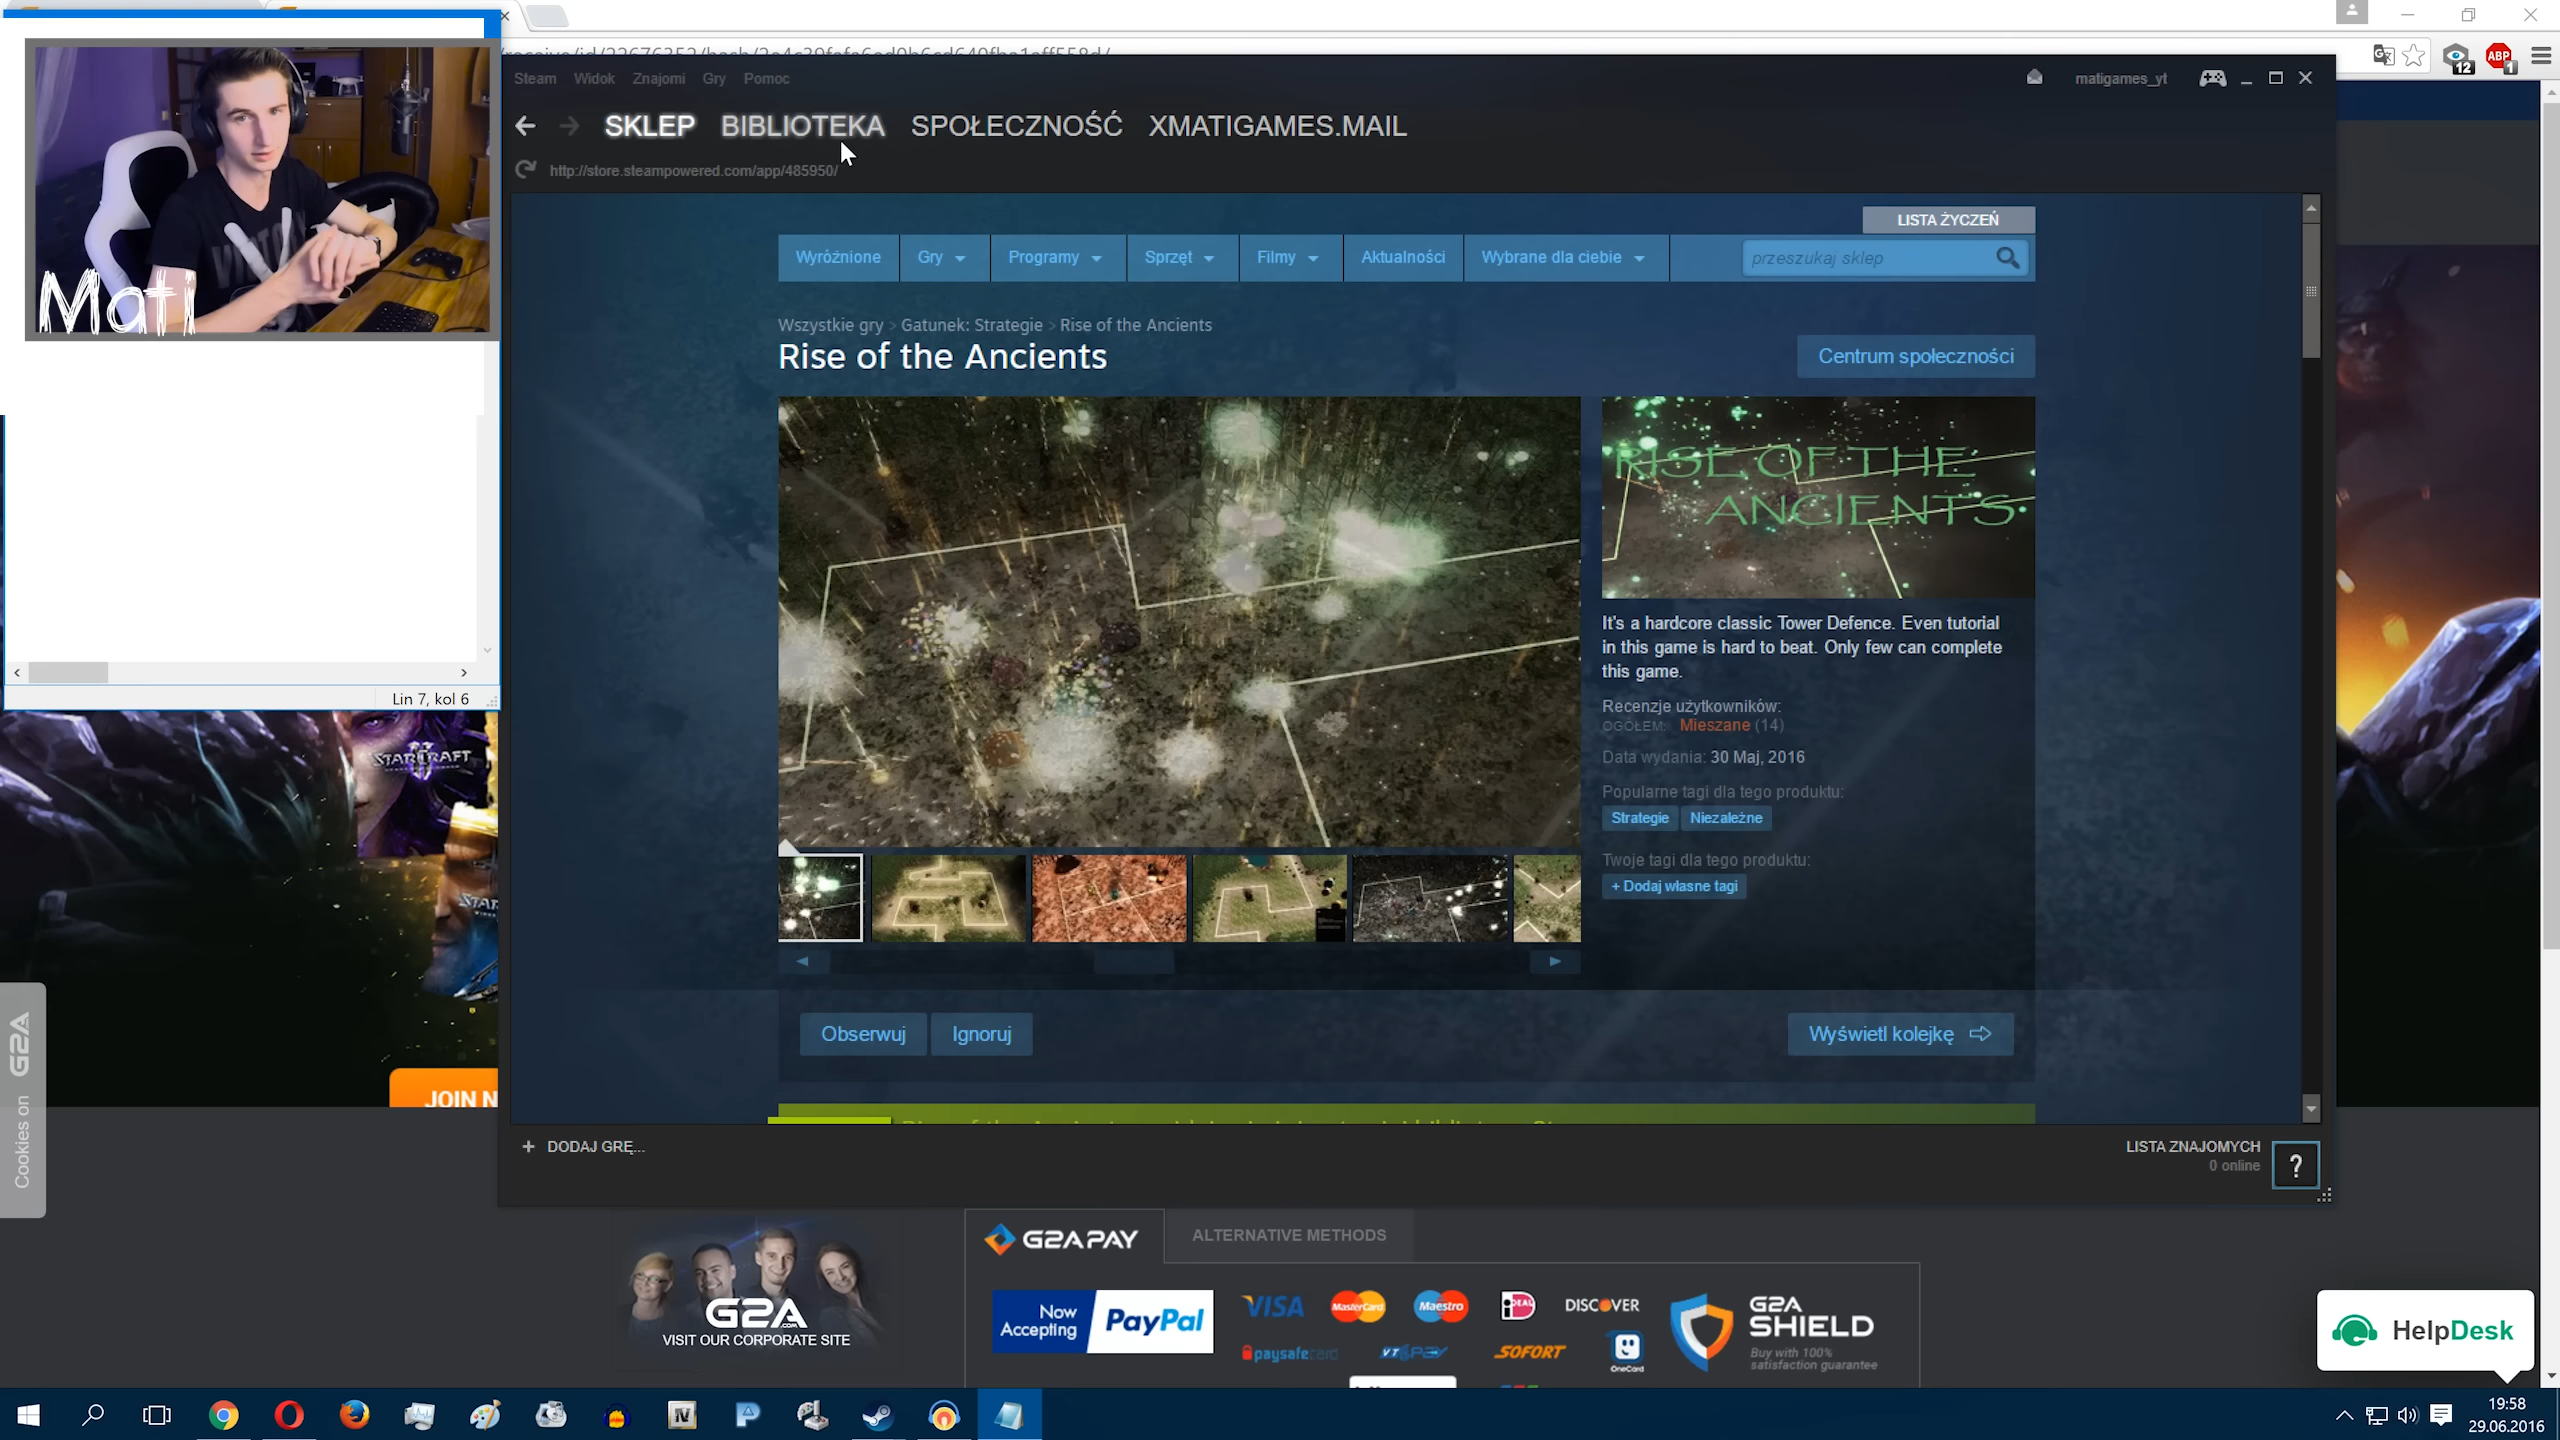 Mati
Lin 7, kol 6
STARCRAFT
JOIN N
Cookies on G2A
12
ABP
1
Steam Widok Znajomi Gry Pomoc
matigames_yt
SKLEP BIBLIOTEKA SPOŁECZNOŚĆ XMATIGAMES.MAIL
http://store.steampowered.com/app/485950/
LISTA ŻYCZEŃ
Wyróżnione Gry Programy Sprzęt Filmy Aktualności Wybrane dla ciebie przeszukaj sklep
Wszystkie gry > Gatunek: Strategie > Rise of the Ancients
Rise of the Ancients
Centrum społeczności
RISE OF THE
ANCIENTS
It's a hardcore classic Tower Defence. Even tutorial
in this game is hard to beat. Only few can complete
this game.
Recenzje użytkowników:
OGÓŁEM: Mieszane (14)
Data wydania: 30 Maj, 2016
Popularne tagi dla tego produktu:
Strategie Niezależne
Twoje tagi dla tego produktu:
+ Dodaj własne tagi
Obserwuj Ignoruj
Wyświetl kolejkę
+ DODAJ GRĘ...
LISTA ZNAJOMYCH
0 online
?
G2A.COM
VISIT OUR CORPORATE SITE
G2A PAY ALTERNATIVE METHODS
Now
Accepting PayPal
VISA MasterCard Maestro iDEAL DISCOVER
paysafecard SOFORT OneCard
G2A
SHIELD
Buy with 100%
satisfaction guarantee
HelpDesk
19:58
29.06.2016